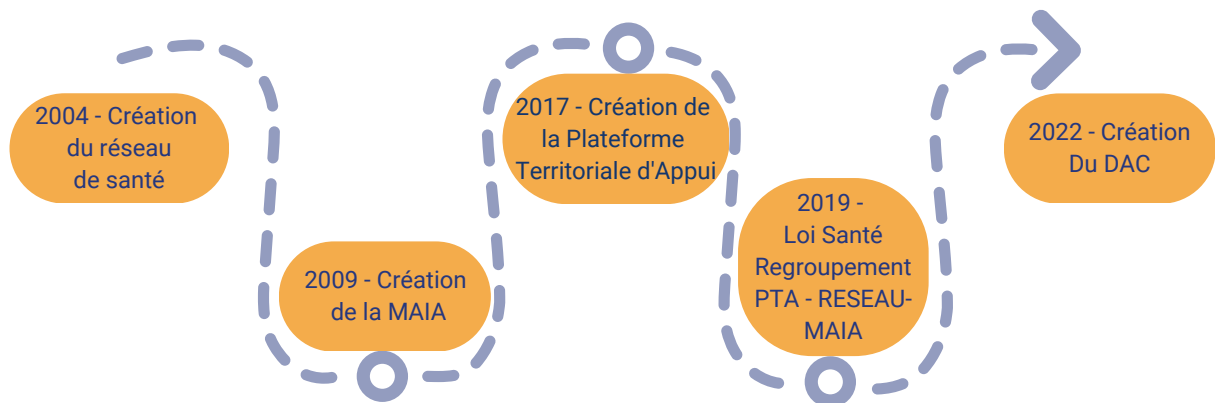 2004 - Création
du réseau
de santé
2009 - Création
de la MAIA
2017 - Création de
la Plateforme
Territoriale d'Appui
2019 -
Loi Santé
Regroupement
PTA - RESEAU-
MAIA
2022 - Création
Du DAC